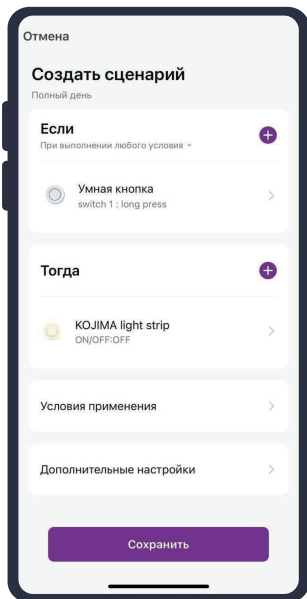 Отмена
Создать сценарий
Полный день
Если
При выполнении любого условия
Умная кнопка
switch 1 : long press
Тогда
KOJIMA light strip
ON/OFF:OFF
Условия применения
Дополнительные настройки
Сохранить